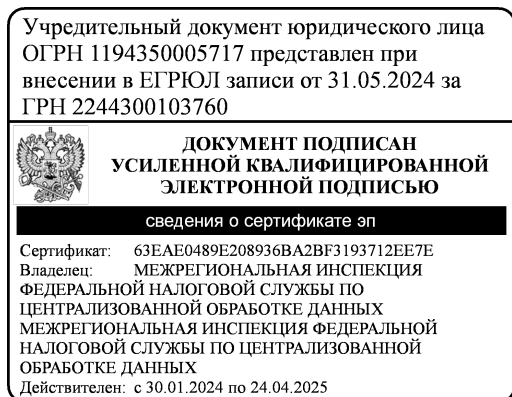 Учредительный документ юридического лица
ОГРН 1194350005717 представлен при
внесении в ЕГРЮЛ записи от 31.05.2024 за
ГРН 2244300103760
ДОКУМЕНТ ПОДПИСАН
УСИЛЕННОЙ КВАЛИФИЦИРОВАННОЙ
ЭЛЕКТРОННОЙ ПОДПИСЬЮ
сведения о сертификате эп
Сертификат: 63EAE0489E208936BA2BF3193712EE7E
Владелец: МЕЖРЕГИОНАЛЬНАЯ ИНСПЕКЦИЯ
ФЕДЕРАЛЬНОЙ НАЛОГОВОЙ СЛУЖБЫ ПО
ЦЕНТРАЛИЗОВАННОЙ ОБРАБОТКЕ ДАННЫХ
МЕЖРЕГИОНАЛЬНАЯ ИНСПЕКЦИЯ ФЕДЕРАЛЬНОЙ
НАЛОГОВОЙ СЛУЖБЫ ПО ЦЕНТРАЛИЗОВАННОЙ
ОБРАБОТКЕ ДАННЫХ
Действителен: с 30.01.2024 по 24.04.2025